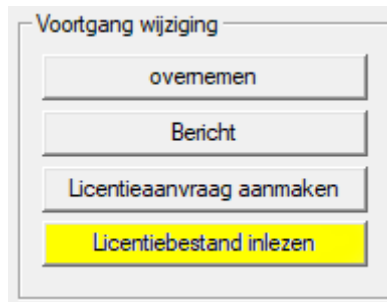 Voortgang wijziging
overnemen
Bericht
Licentieaanvraag aanmaken
Licentiebestand inlezen